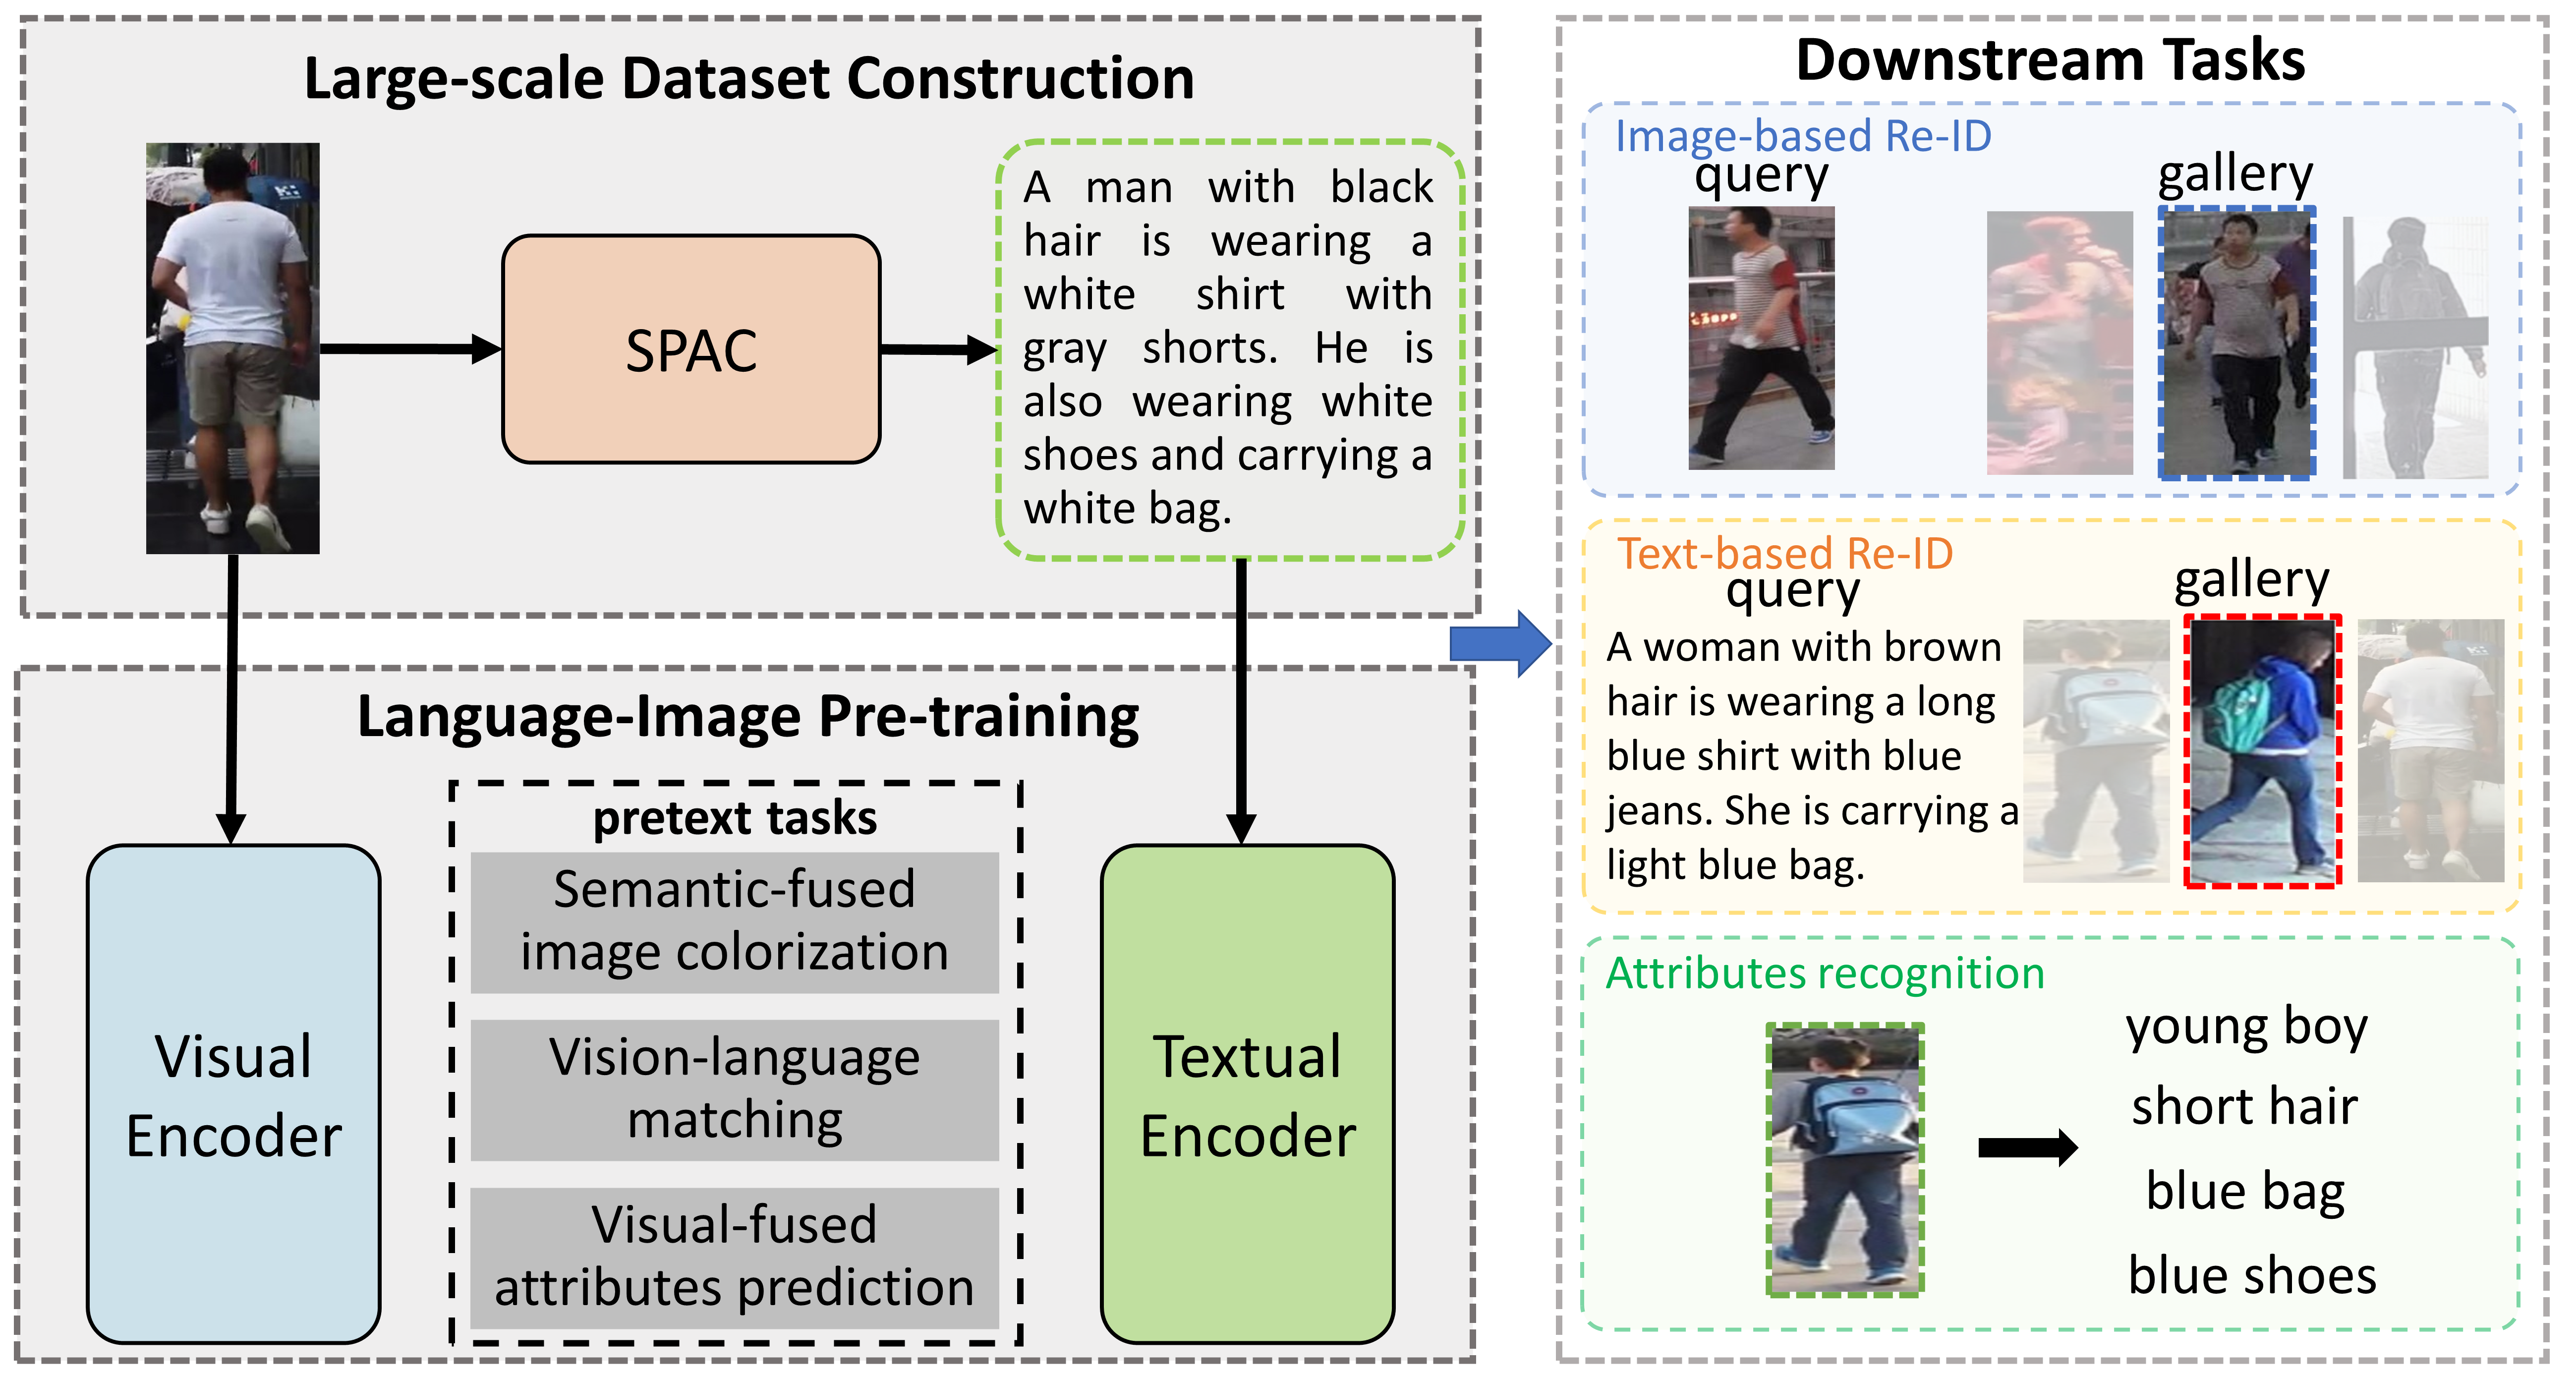 Large-scale Dataset Construction
SPAC
A man with black
hair is wearing a
white shirt with
gray shorts. He is
also wearing white
shoes and carrying a
white bag.
Language-Image Pre-training
Visual
Encoder
pretext tasks
Semantic-fused
image colorization
Vision-language
matching
Visual-fused
attributes prediction
Textual
Encoder
Downstream Tasks
Image-based Re-ID
query
gallery
Text-based Re-ID
query
gallery
A woman with brown
hair is wearing a long
blue shirt with blue
jeans. She is carrying a
light blue bag.
Attributes recognition
young boy
short hair
blue bag
blue shoes